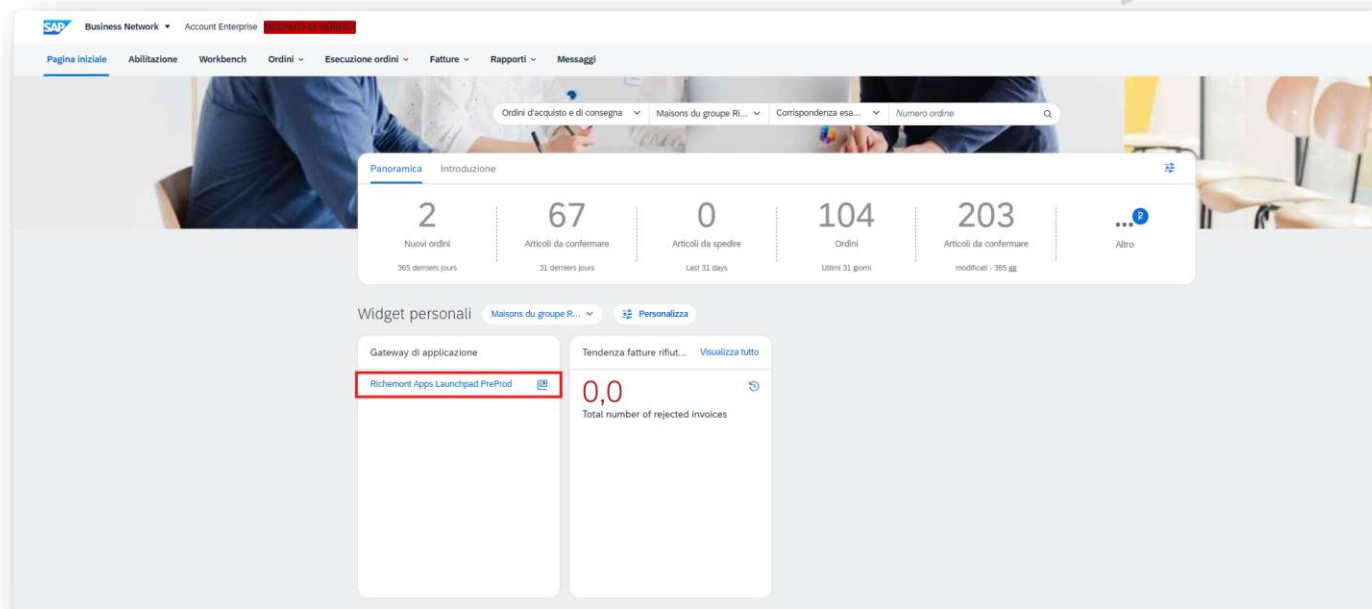 SAP Business Network Account Enterprise MODALITÀ DI VERIFICA
Pagina iniziale Abilitazione Workbench Ordini Esecuzione ordini Fatture Rapporti Messaggi
Ordini d'acquisto e di consegna Maisons du groupe Ri... Corrispondenza esa... Numero ordine
Panoramica Introduzione
2 67 0 104 203 ...
Nuovi ordini Articoli da confermare Articoli da spedire Ordini Articoli da confermare Altro
365 derniers jours 31 derniers jours Last 31 days Ultimi 31 giorni modificati - 365 gg
Widget personali Maisons du groupe R... Personalizza
Gateway di applicazione Tendenza fatture rifiut... Visualizza tutto
Richemont Apps Launchpad PreProd
0,0
Total number of rejected invoices